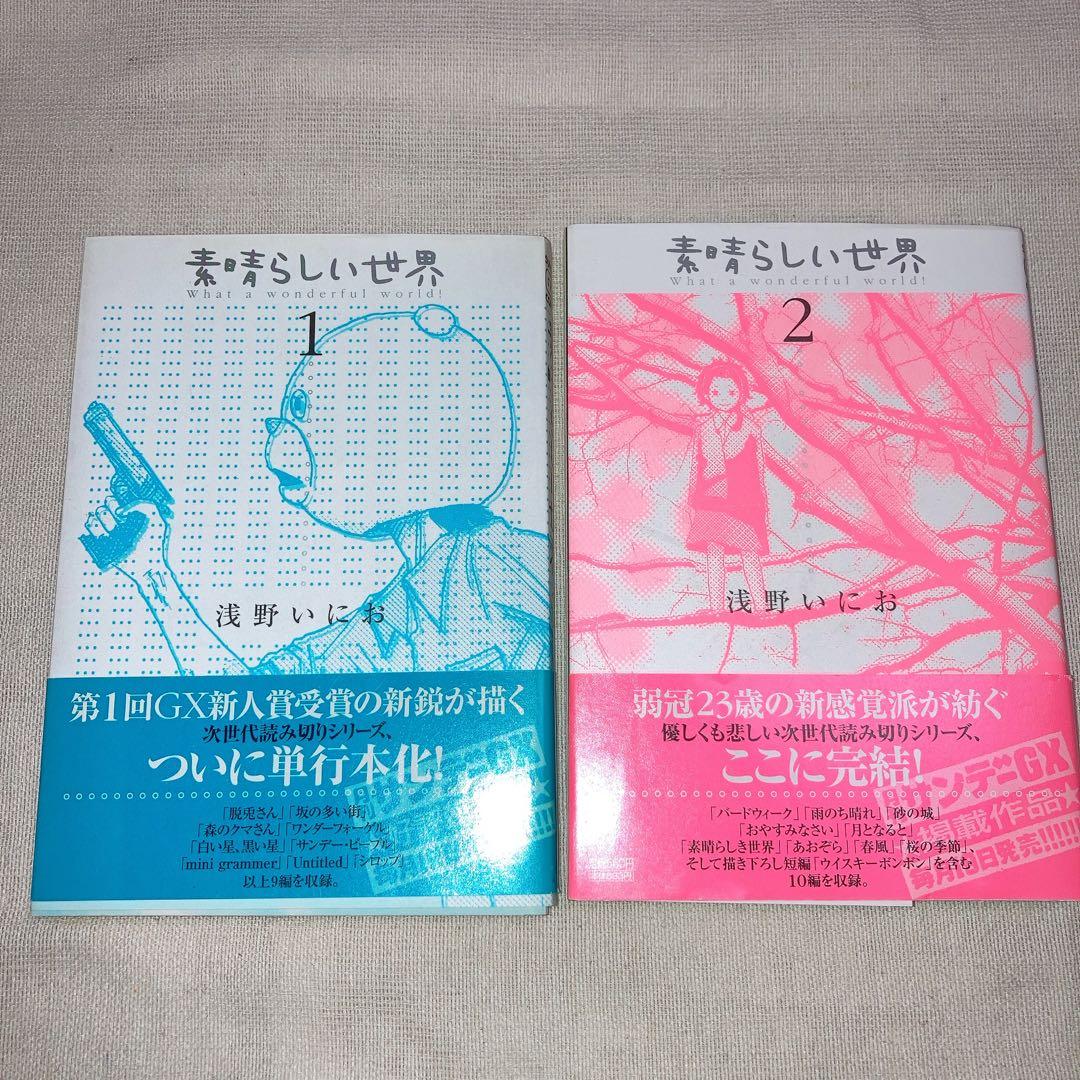 素晴らしい世界
What a wonderful world!
1
浅野いにお
第1回GX新人賞受賞の新鋭が描く
次世代読み切りシリーズ、
ついに単行本化!
「脱兎さん」「坂の多い街」
「森のクマさん」「ワンダーフォーゲル」
「白い星、黒い星」「サンデー・ピープル」
「mini grammer」「Untitled」「シロップ」
以上9編を収録。
素晴らしい世界
What a wonderful world!
2
浅野いにお
弱冠23歳の新感覚派が紡ぐ
優しくも悲しい次世代読み切りシリーズ、
ここに完結!
「バードウィーク」「雨のち晴れ」「砂の城」
「おやすみなさい」「月となると」
「素晴らしき世界」「あおぞら」「春風」「桜の季節」、
そして描き下ろし短編「ウイスキーボンボン」を含む
10編を収録。
サンデーGX
掲載作品★